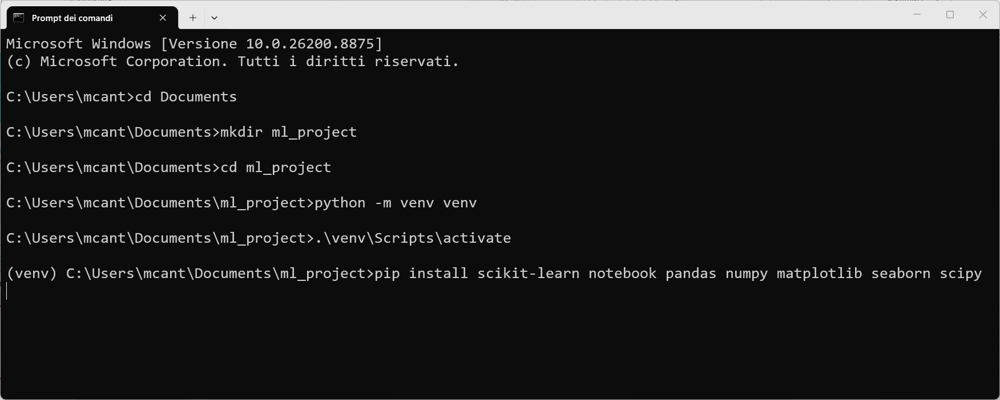 Prompt dei comandi
Microsoft Windows [Versione 10.0.26200.8875]
(c) Microsoft Corporation. Tutti i diritti riservati.
C:\Users\mcant>cd Documents
C:\Users\mcant\Documents>mkdir ml_project
C:\Users\mcant\Documents>cd ml_project
C:\Users\mcant\Documents\ml_project>python -m venv venv
C:\Users\mcant\Documents\ml_project>.\venv\Scripts\activate
(venv) C:\Users\mcant\Documents\ml_project>pip install scikit-learn notebook pandas numpy matplotlib seaborn scipy